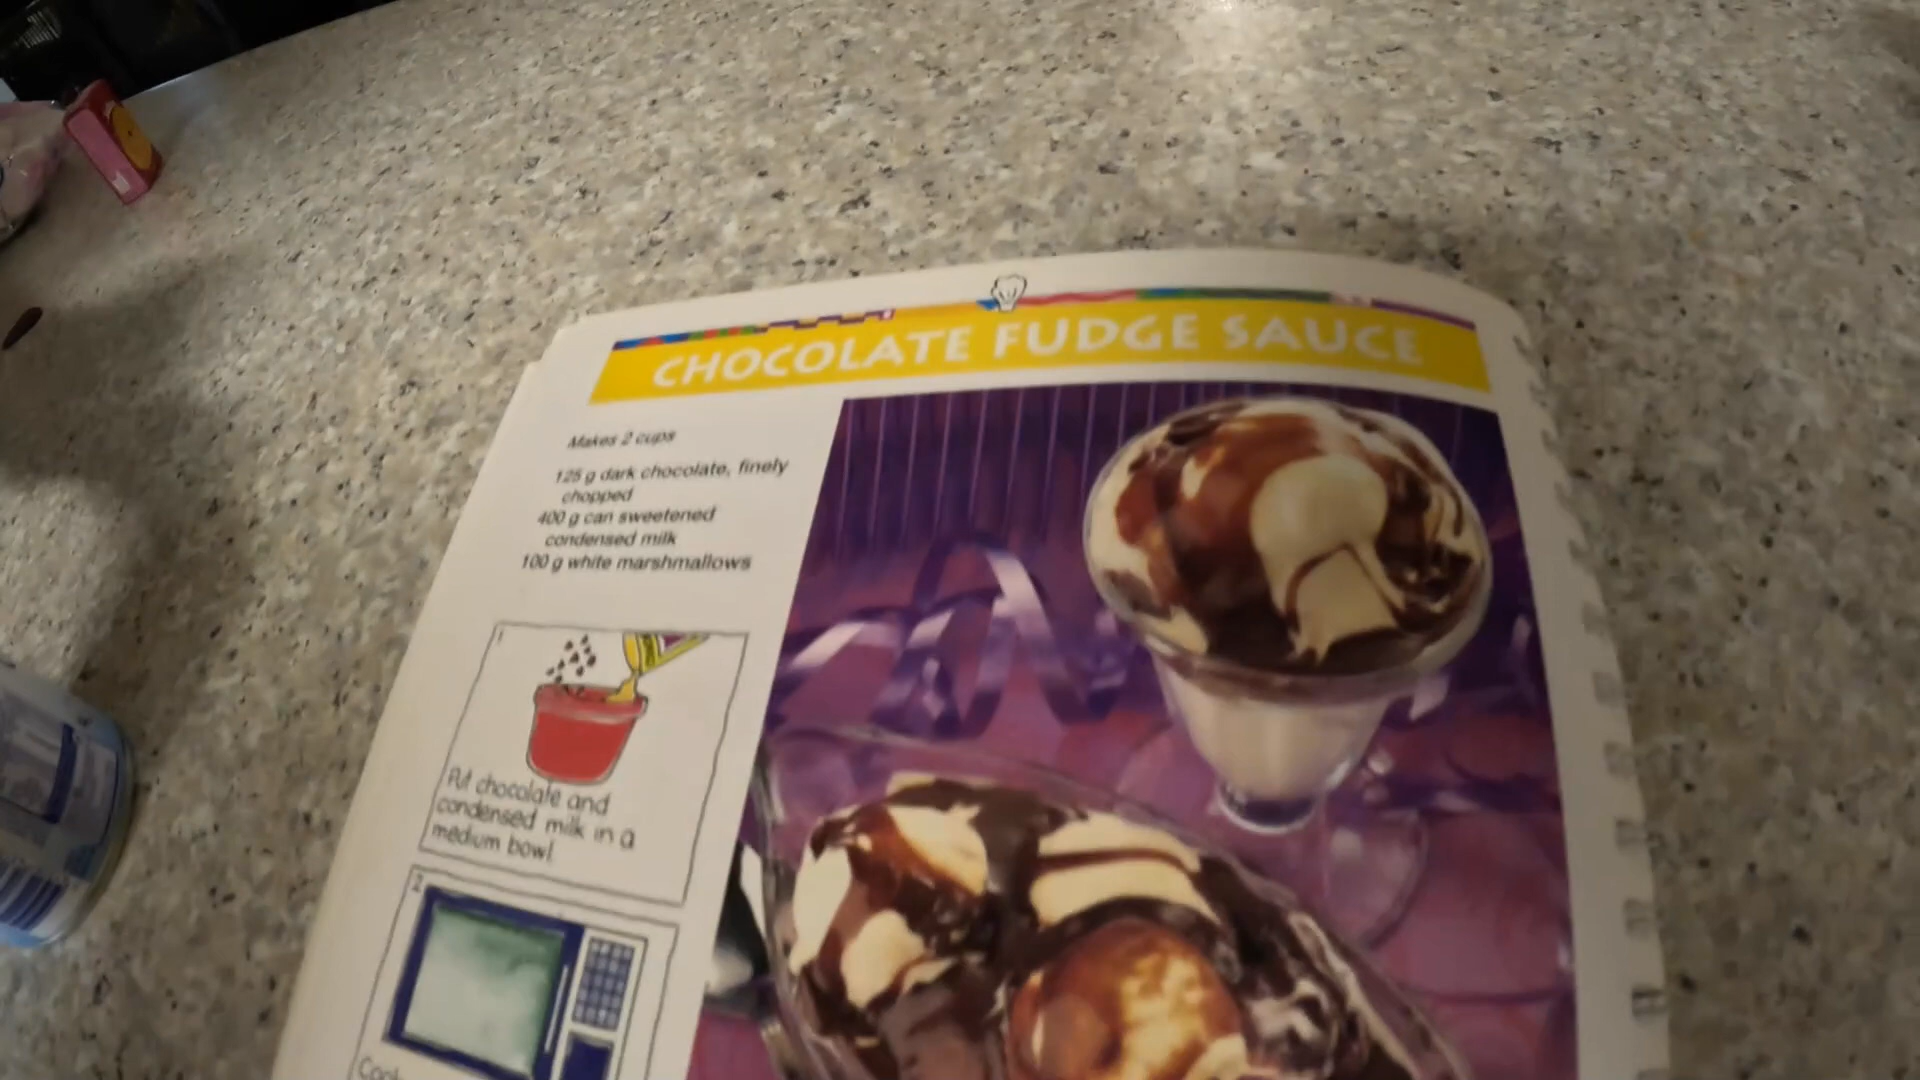 CHOCOLATE FUDGE SAUCE
Makes 2 cups
125 g dark chocolate, finely
chopped
400 g can sweetened
condensed milk
100 g white marshmallows
1
Put chocolate and
condensed milk in a
medium bowl
2